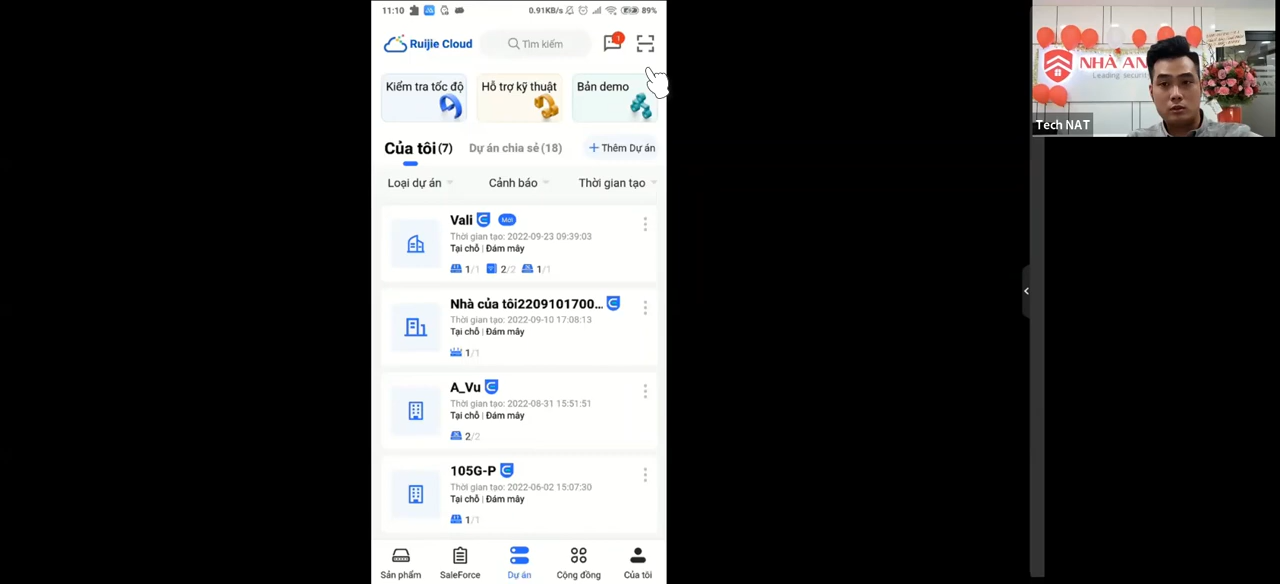 11:10
0.91KB/s
89%
Ruijie Cloud
Tìm kiếm
1
Kiểm tra tốc độ
Hỗ trợ kỹ thuật
Bản demo
Của tôi(7)
Dự án chia sẻ(18)
+ Thêm Dự án
Loại dự án
Cảnh báo
Thời gian tạo
Vali
Mới
Thời gian tạo: 2022-09-23 09:39:03
Tại chỗ | Đám mây
1/1
2/2
1/1
Nhà của tôi2209101700...
Thời gian tạo: 2022-09-10 17:08:13
Tại chỗ | Đám mây
1/1
A_Vu
Thời gian tạo: 2022-08-31 15:51:51
Tại chỗ | Đám mây
2/2
105G-P
Thời gian tạo: 2022-06-02 15:07:30
Tại chỗ | Đám mây
1/1
Sản phẩm
SaleForce
Dự án
Cộng đồng
Của tôi
NHÀ AN
Leading securit
Tech NAT